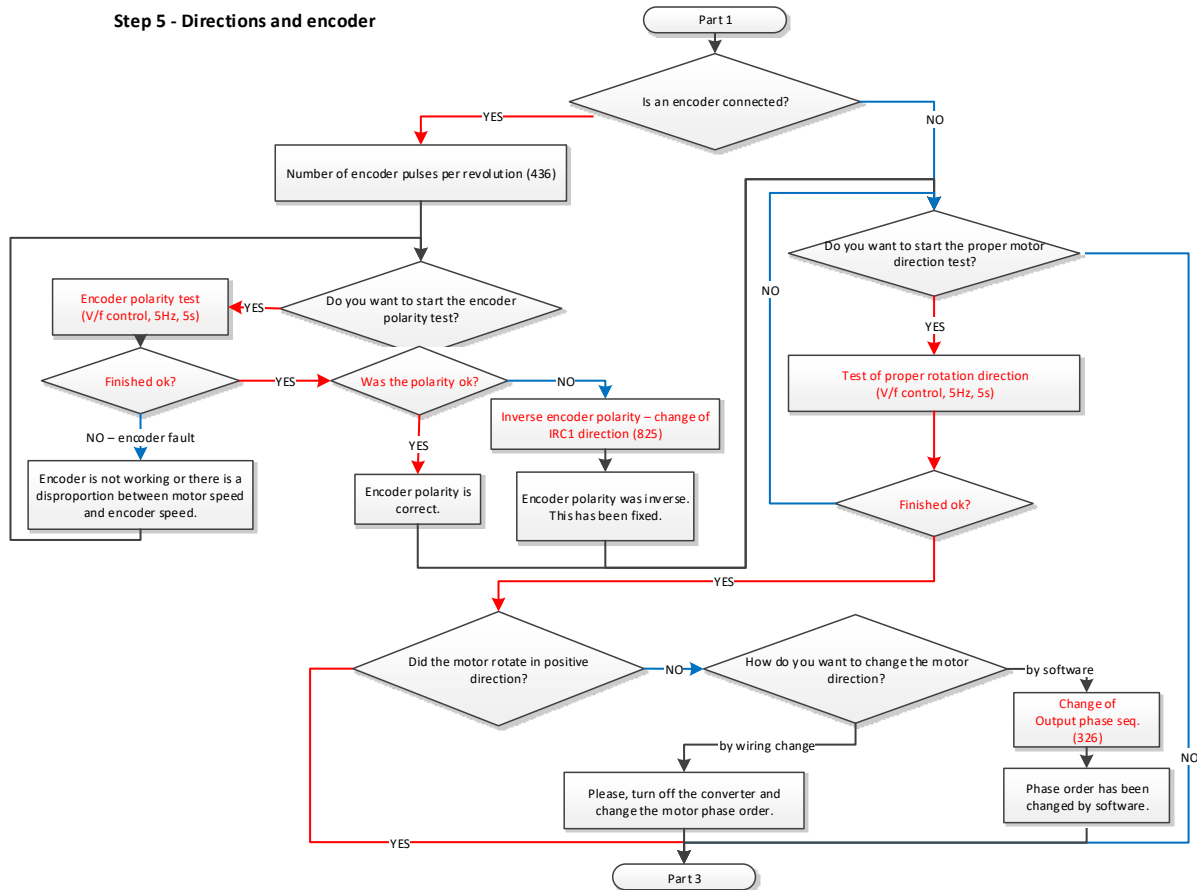 Step 5 - Directions and encoder
Part 1
Is an encoder connected?
YES
NO
Number of encoder pulses per revolution (436)
Do you want to start the proper motor
direction test?
Encoder polarity test
(V/f control, 5Hz, 5s)
YES
Do you want to start the encoder
polarity test?
NO
YES
Finished ok?
YES
Was the polarity ok?
NO
Test of proper rotation direction
(V/f control, 5Hz, 5s)
Inverse encoder polarity – change of
IRC1 direction (825)
NO – encoder fault
YES
Encoder is not working or there is a
disproportion between motor speed
and encoder speed.
Encoder polarity is
correct.
Encoder polarity was inverse.
This has been fixed.
Finished ok?
YES
Did the motor rotate in positive
direction?
NO
How do you want to change the motor
direction?
by software
Change of
Output phase seq.
(326)
by wiring change
NO
Please, turn off the converter and
change the motor phase order.
Phase order has been
changed by software.
YES
Part 3